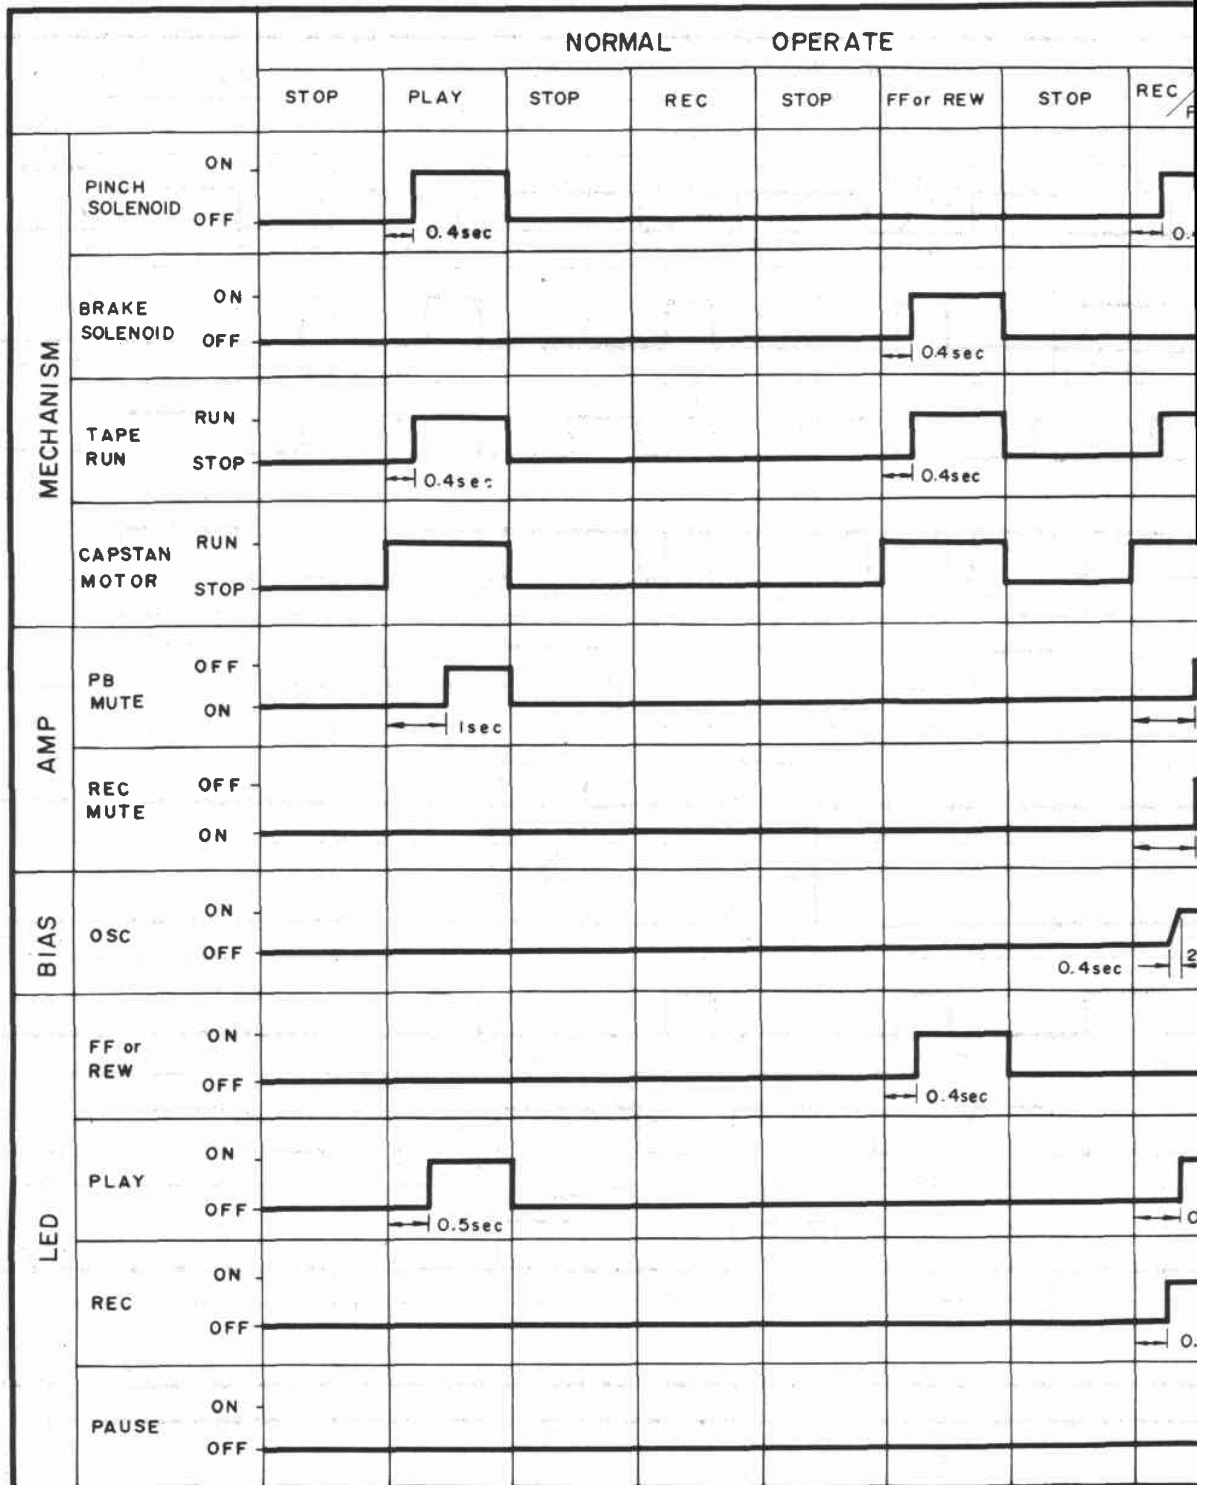 NORMAL OPERATE
STOP PLAY STOP REC STOP FF or REW STOP REC
MECHANISM
PINCH
SOLENOID
ON
OFF
0.4sec
BRAKE
SOLENOID
ON
OFF
0.4sec
TAPE
RUN
RUN
STOP
0.4sec
0.4sec
CAPSTAN
MOTOR
RUN
STOP
AMP
PB
MUTE
OFF
ON
1sec
REC
MUTE
OFF
ON
BIAS
OSC
ON
OFF
0.4sec
2
LED
FF or
REW
ON
OFF
0.4sec
PLAY
ON
OFF
0.5sec
0
REC
ON
OFF
0.
PAUSE
ON
OFF